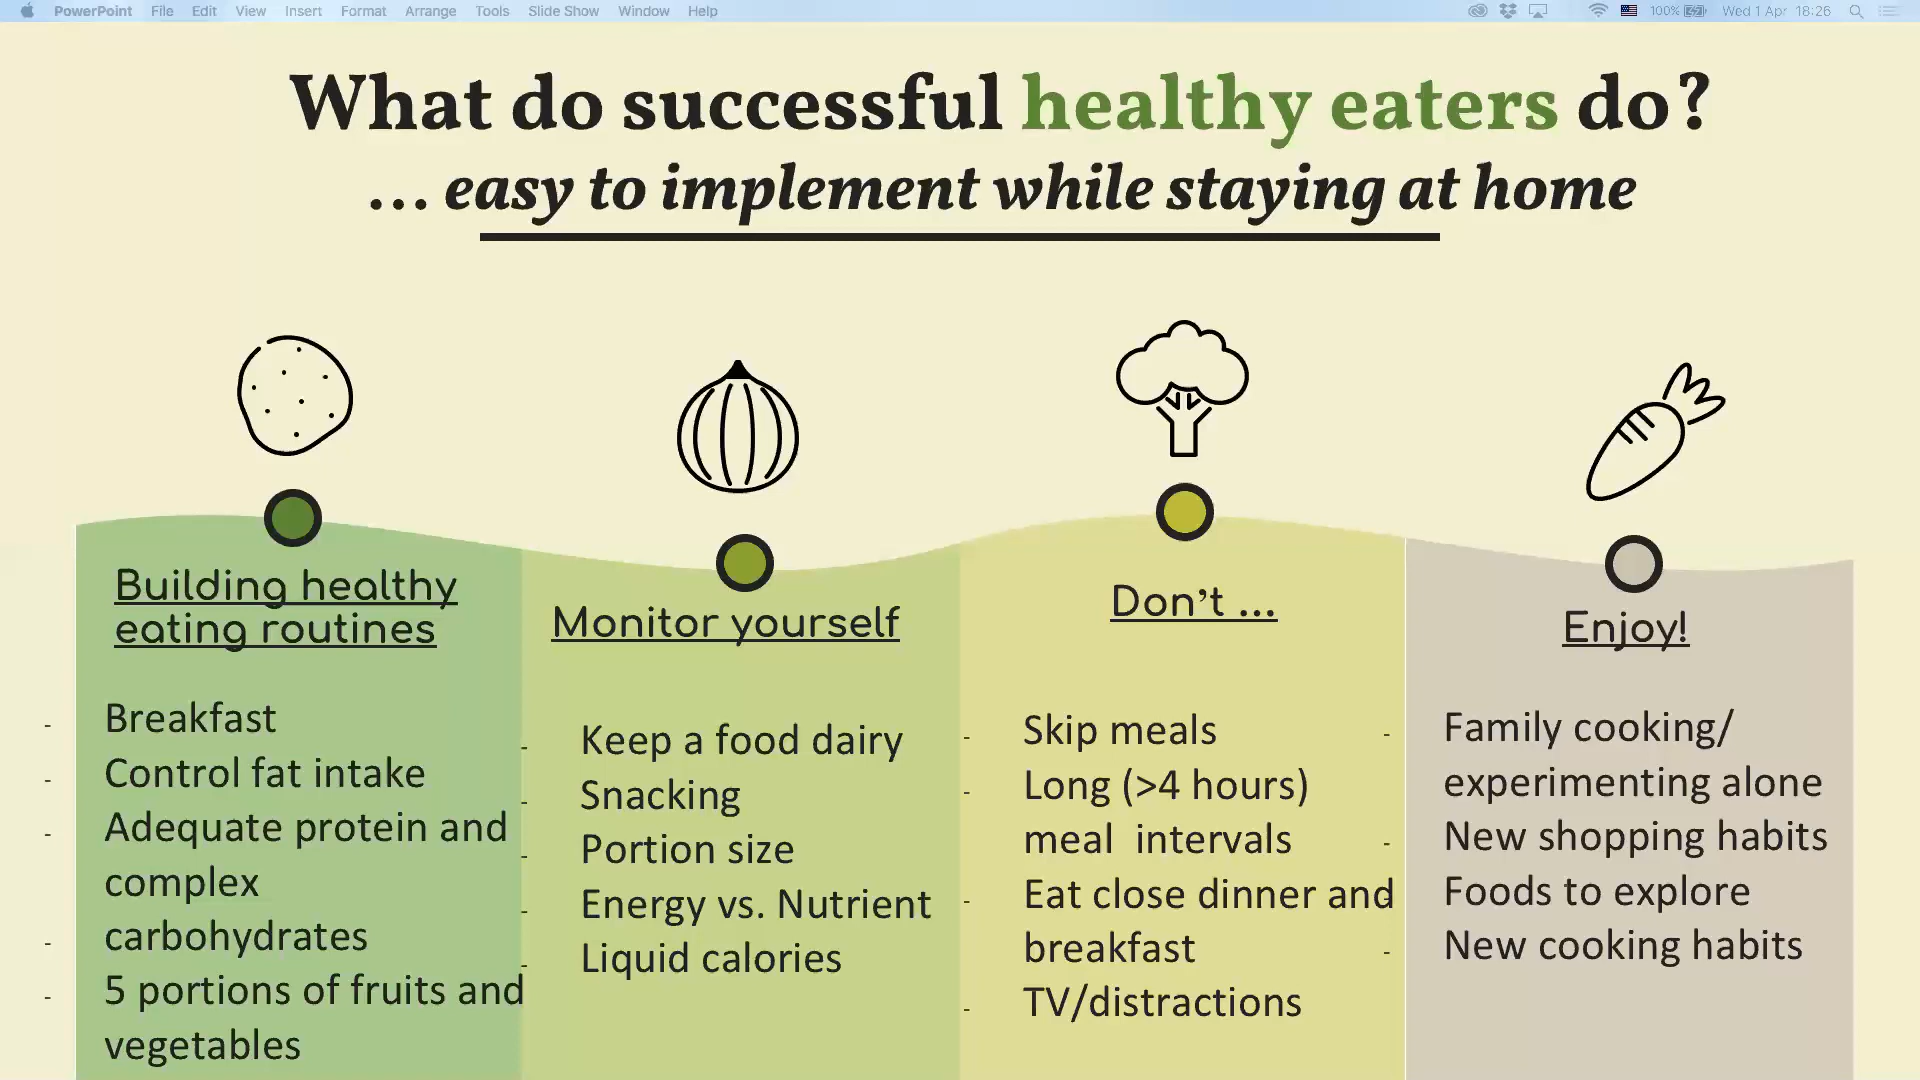 PowerPoint File Edit View Insert Format Arrange Tools Slide Show Window Help 100% Wed 1 Apr 18:26
What do successful healthy eaters do?
... easy to implement while staying at home
Building healthy
eating routines
- Breakfast
- Control fat intake
- Adequate protein and
complex
- carbohydrates
- 5 portions of fruits and
vegetables
Monitor yourself
- Keep a food dairy
- Snacking
- Portion size
- Energy vs. Nutrient
- Liquid calories
Don't ...
- Skip meals
- Long (>4 hours)
meal intervals
- Eat close dinner and
breakfast
- TV/distractions
Enjoy!
- Family cooking/
experimenting alone
- New shopping habits
- Foods to explore
- New cooking habits